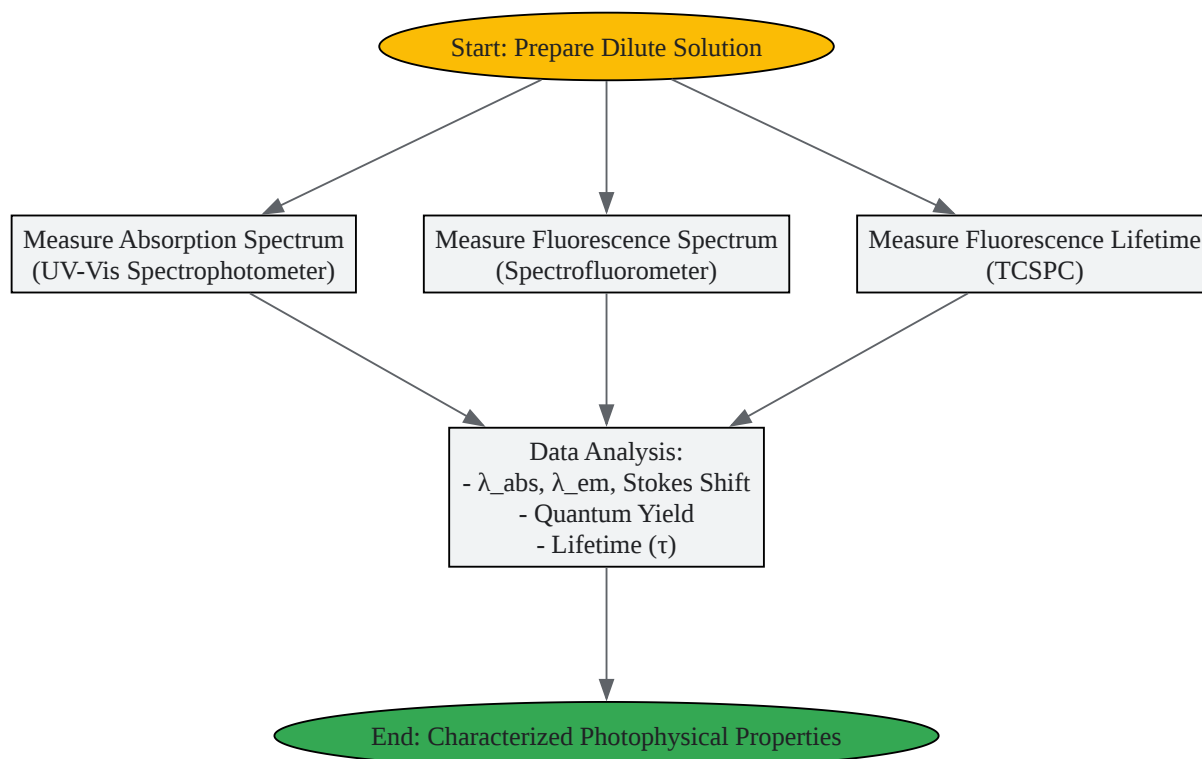 Start: Prepare Dilute Solution
Measure Absorption Spectrum
(UV-Vis Spectrophotometer)
Measure Fluorescence Spectrum
(Spectrofluorometer)
Measure Fluorescence Lifetime
(TCSPC)
Data Analysis:
- λ_abs, λ_em, Stokes Shift
- Quantum Yield
- Lifetime (τ)
End: Characterized Photophysical Properties